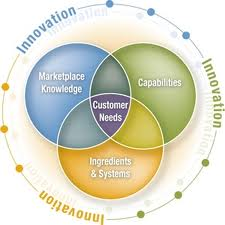 Innovation
Marketplace
Knowledge
Capabilities
Customer
Needs
Ingredients
& Systems
Innovation
Innovation